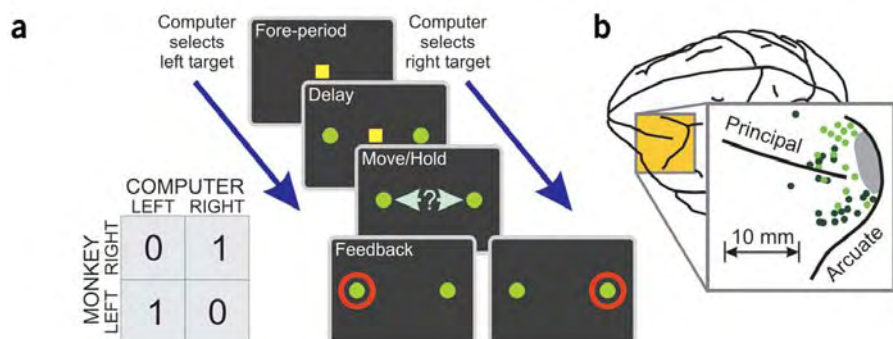 a
Computer
selects
left target
Fore-period
Computer
selects
right target
Delay
Move/Hold
?
Feedback
COMPUTER
LEFT RIGHT
MONKEY
RIGHT
0 1
LEFT
1 0
b
Principal
10 mm
Arcuate